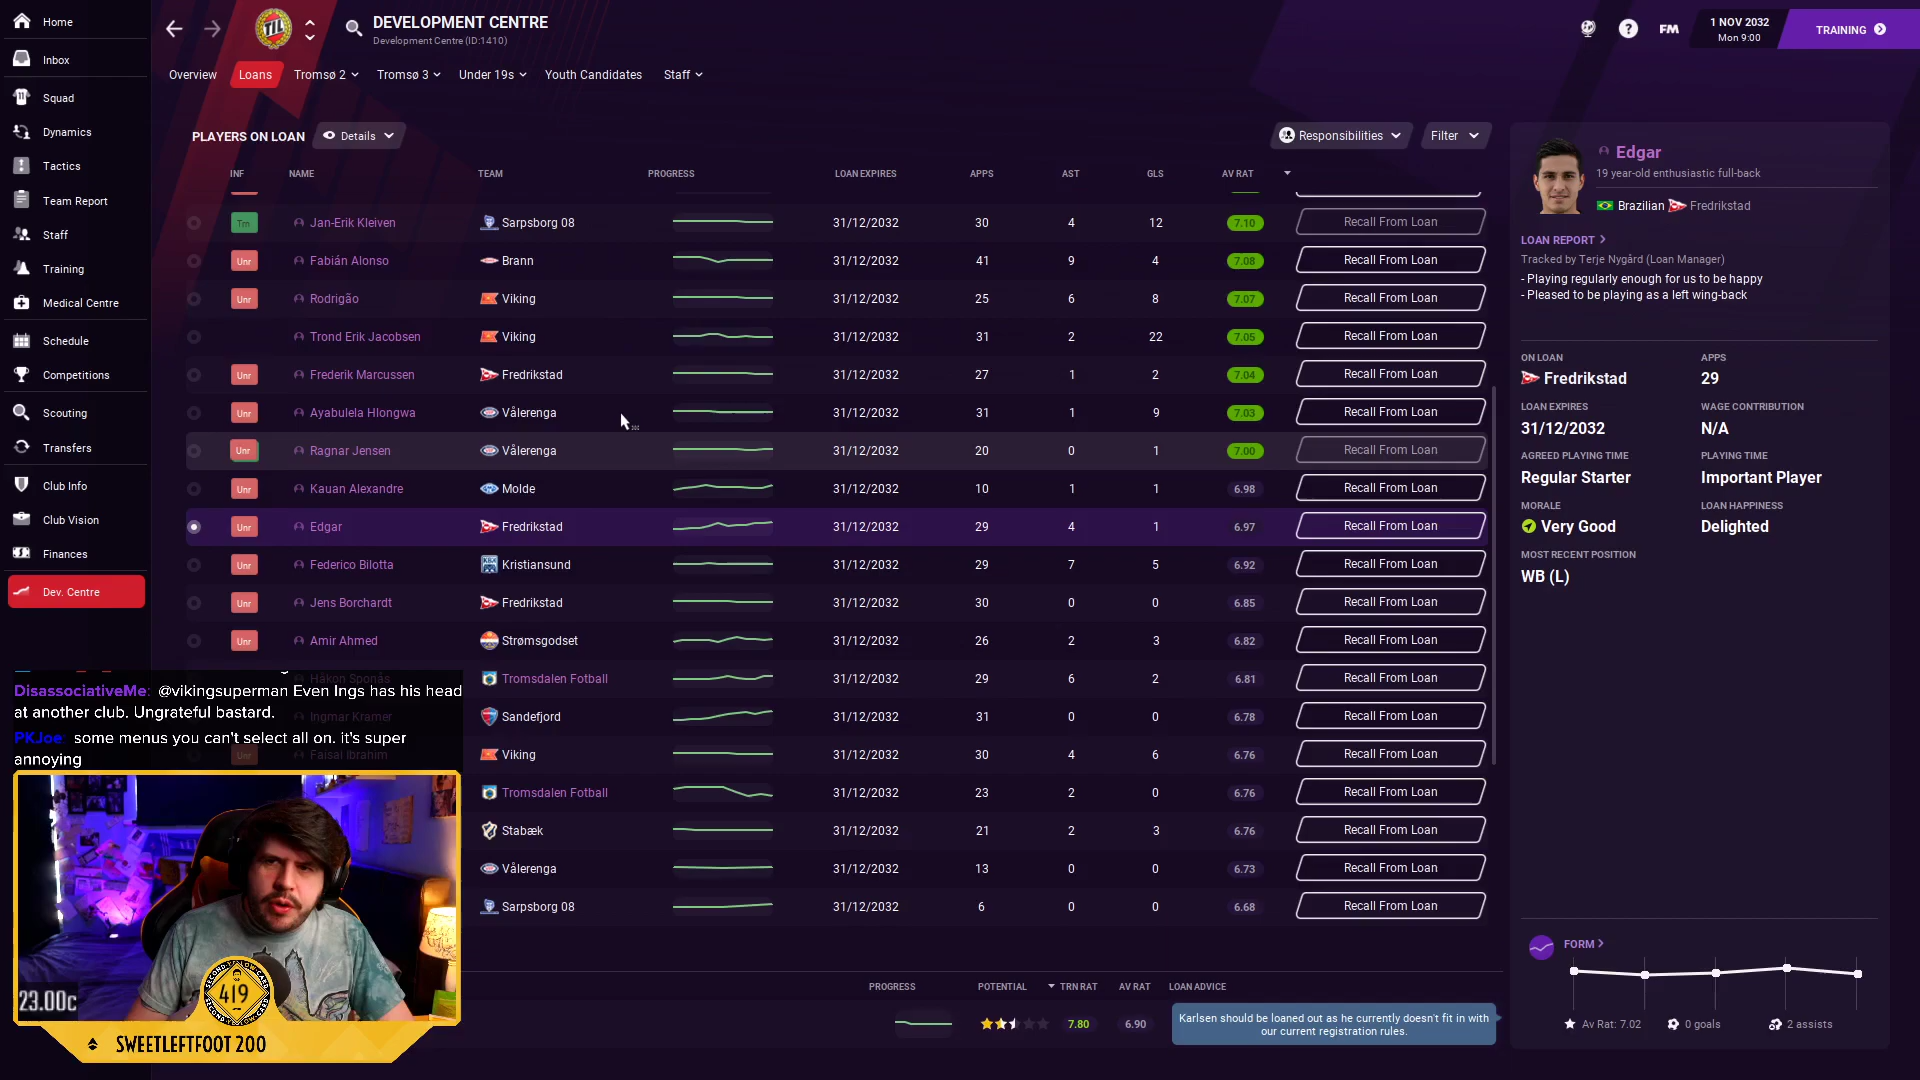 Home
Inbox
Squad
Dynamics
Tactics
Team Report
Staff
Training
Medical Centre
Schedule
Competitions
Scouting
Transfers
Club Info
Club Vision
Finances
Dev. Centre
TIL
DEVELOPMENT CENTRE
Development Centre (ID:1410)
FM
1 NOV 2032
Mon 9:00
TRAINING
Overview Loans Tromsø 2 Tromsø 3 Under 19s Youth Candidates Staff
PLAYERS ON LOAN Details Responsibilities Filter
INF NAME TEAM PROGRESS LOAN EXPIRES APPS AST GLS AV RAT
Trn Jan-Erik Kleiven Sarpsborg 08 31/12/2032 30 4 12 7.10 Recall From Loan
Unr Fabián Alonso Brann 31/12/2032 41 9 4 7.08 Recall From Loan
Unr Rodrigão Viking 31/12/2032 25 6 8 7.07 Recall From Loan
Trond Erik Jacobsen Viking 31/12/2032 31 2 22 7.05 Recall From Loan
Unr Frederik Marcussen Fredrikstad 31/12/2032 27 1 2 7.04 Recall From Loan
Unr Ayabulela Hlongwa Vålerenga 31/12/2032 31 1 9 7.03 Recall From Loan
Unr Ragnar Jensen Vålerenga 31/12/2032 20 0 1 7.00 Recall From Loan
Unr Kauan Alexandre Molde 31/12/2032 10 1 1 6.98 Recall From Loan
Unr Edgar Fredrikstad 31/12/2032 29 4 1 6.97 Recall From Loan
Unr Federico Bilotta Kristiansund 31/12/2032 29 7 5 6.92 Recall From Loan
Unr Jens Borchardt Fredrikstad 31/12/2032 30 0 0 6.85 Recall From Loan
Unr Amir Ahmed Strømsgodset 31/12/2032 26 2 3 6.82 Recall From Loan
Håkon Sponås Tromsdalen Fotball 31/12/2032 29 6 2 6.81 Recall From Loan
Ingmar Kramer Sandefjord 31/12/2032 31 0 0 6.78 Recall From Loan
Unr Faisal Ibrahim Viking 31/12/2032 30 4 6 6.76 Recall From Loan
Tromsdalen Fotball 31/12/2032 23 2 0 6.76 Recall From Loan
Stabæk 31/12/2032 21 2 3 6.76 Recall From Loan
Vålerenga 31/12/2032 13 0 0 6.73 Recall From Loan
Sarpsborg 08 31/12/2032 6 0 0 6.68 Recall From Loan
PROGRESS POTENTIAL TRN RAT AV RAT LOAN ADVICE
7.80 6.90
Karlsen should be loaned out as he currently doesn't fit in with
our current registration rules.
DisassociativeMe: @vikingsuperman Even Ings has his head
at another club. Ungrateful bastard.
PKJoe: some menus you can't select all on. it's super
annoying
23.00c
SECOND YELLOW CARD
419
SWEETLEFTFOOT 200
Edgar
19 year-old enthusiastic full-back
Brazilian Fredrikstad
LOAN REPORT
Tracked by Terje Nygård (Loan Manager)
- Playing regularly enough for us to be happy
- Pleased to be playing as a left wing-back
ON LOAN APPS
Fredrikstad 29
LOAN EXPIRES WAGE CONTRIBUTION
31/12/2032 N/A
AGREED PLAYING TIME PLAYING TIME
Regular Starter Important Player
MORALE LOAN HAPPINESS
Very Good Delighted
MOST RECENT POSITION
WB (L)
FORM
Av Rat: 7.02 0 goals 2 assists